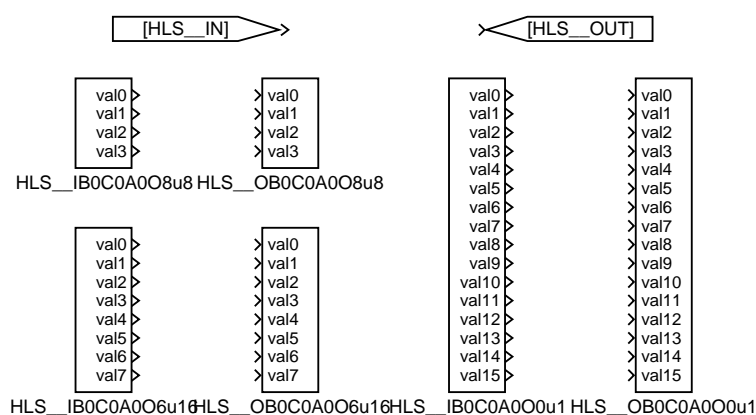 [HLS__IN]
[HLS__OUT]
val0
val1
val2
val3
HLS__IB0C0A0O8u8
val0
val1
val2
val3
HLS__OB0C0A0O8u8
val0
val1
val2
val3
val4
val5
val6
val7
val8
val9
val10
val11
val12
val13
val14
val15
HLS__IB0C0A0O0u1
val0
val1
val2
val3
val4
val5
val6
val7
val8
val9
val10
val11
val12
val13
val14
val15
HLS__OB0C0A0O0u1
val0
val1
val2
val3
val4
val5
val6
val7
HLS__IB0C0A0O6u16
val0
val1
val2
val3
val4
val5
val6
val7
HLS__OB0C0A0O6u16